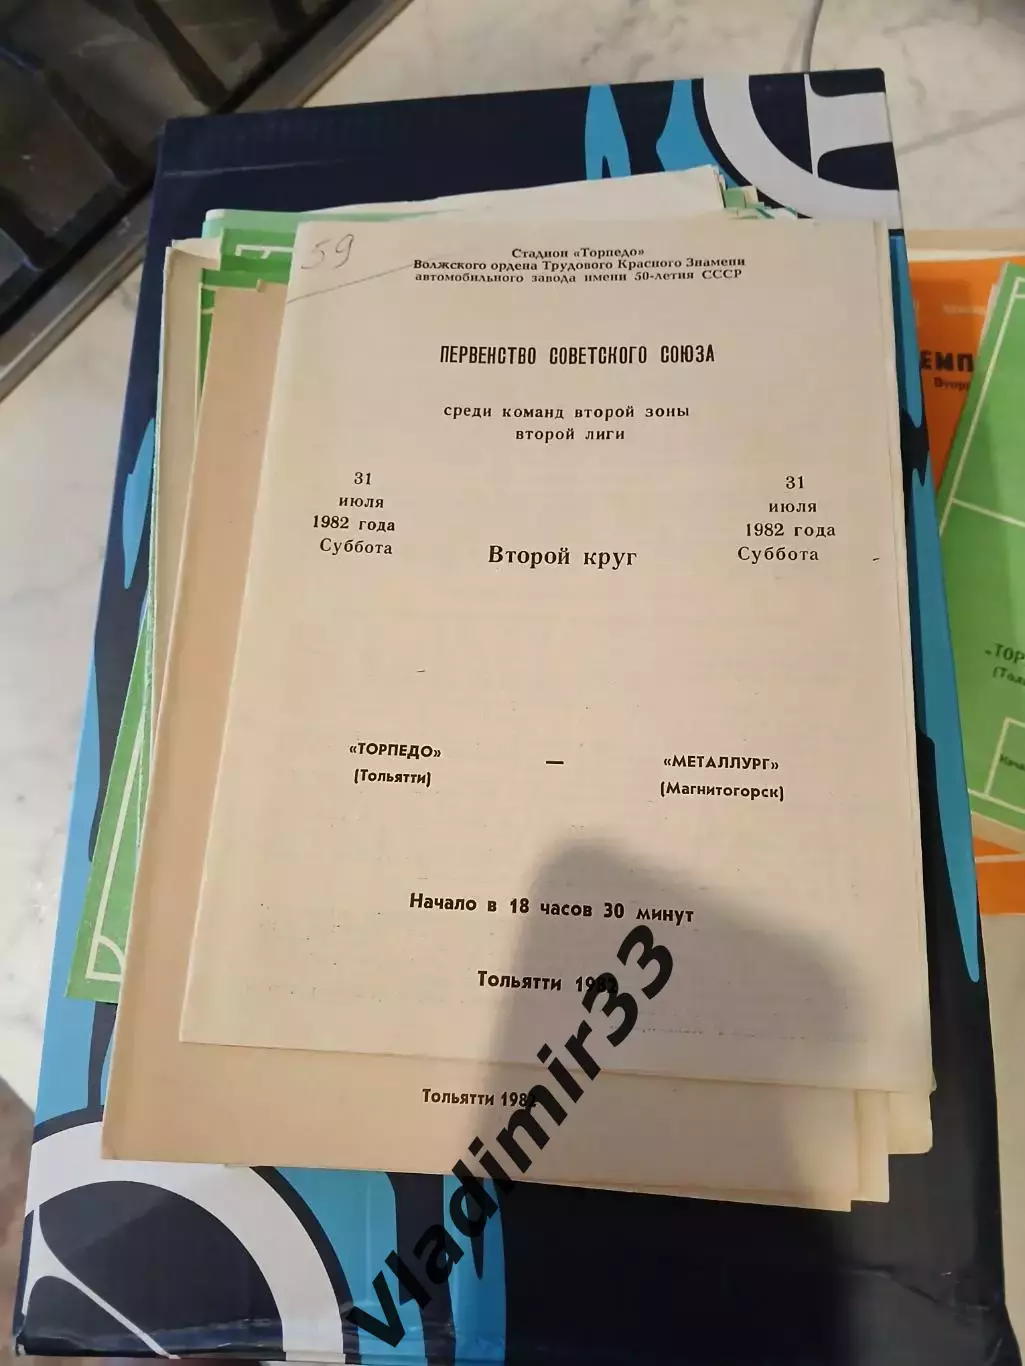 59
Стадион «Торпедо»
Волжского ордена Трудового Красного Знамени
автомобильного завода имени 50-летия СССР
ПЕРВЕНСТВО СОВЕТСКОГО СОЮЗА
среди команд второй зоны
второй лиги
31
июля
1982 года
Суббота
31
июля
1982 года
Суббота
Второй круг
«ТОРПЕДО»
(Тольятти)
—
«МЕТАЛЛУРГ»
(Магнитогорск)
Начало в 18 часов 30 минут
Тольятти 1982
Тольятти 1982
vladimir33